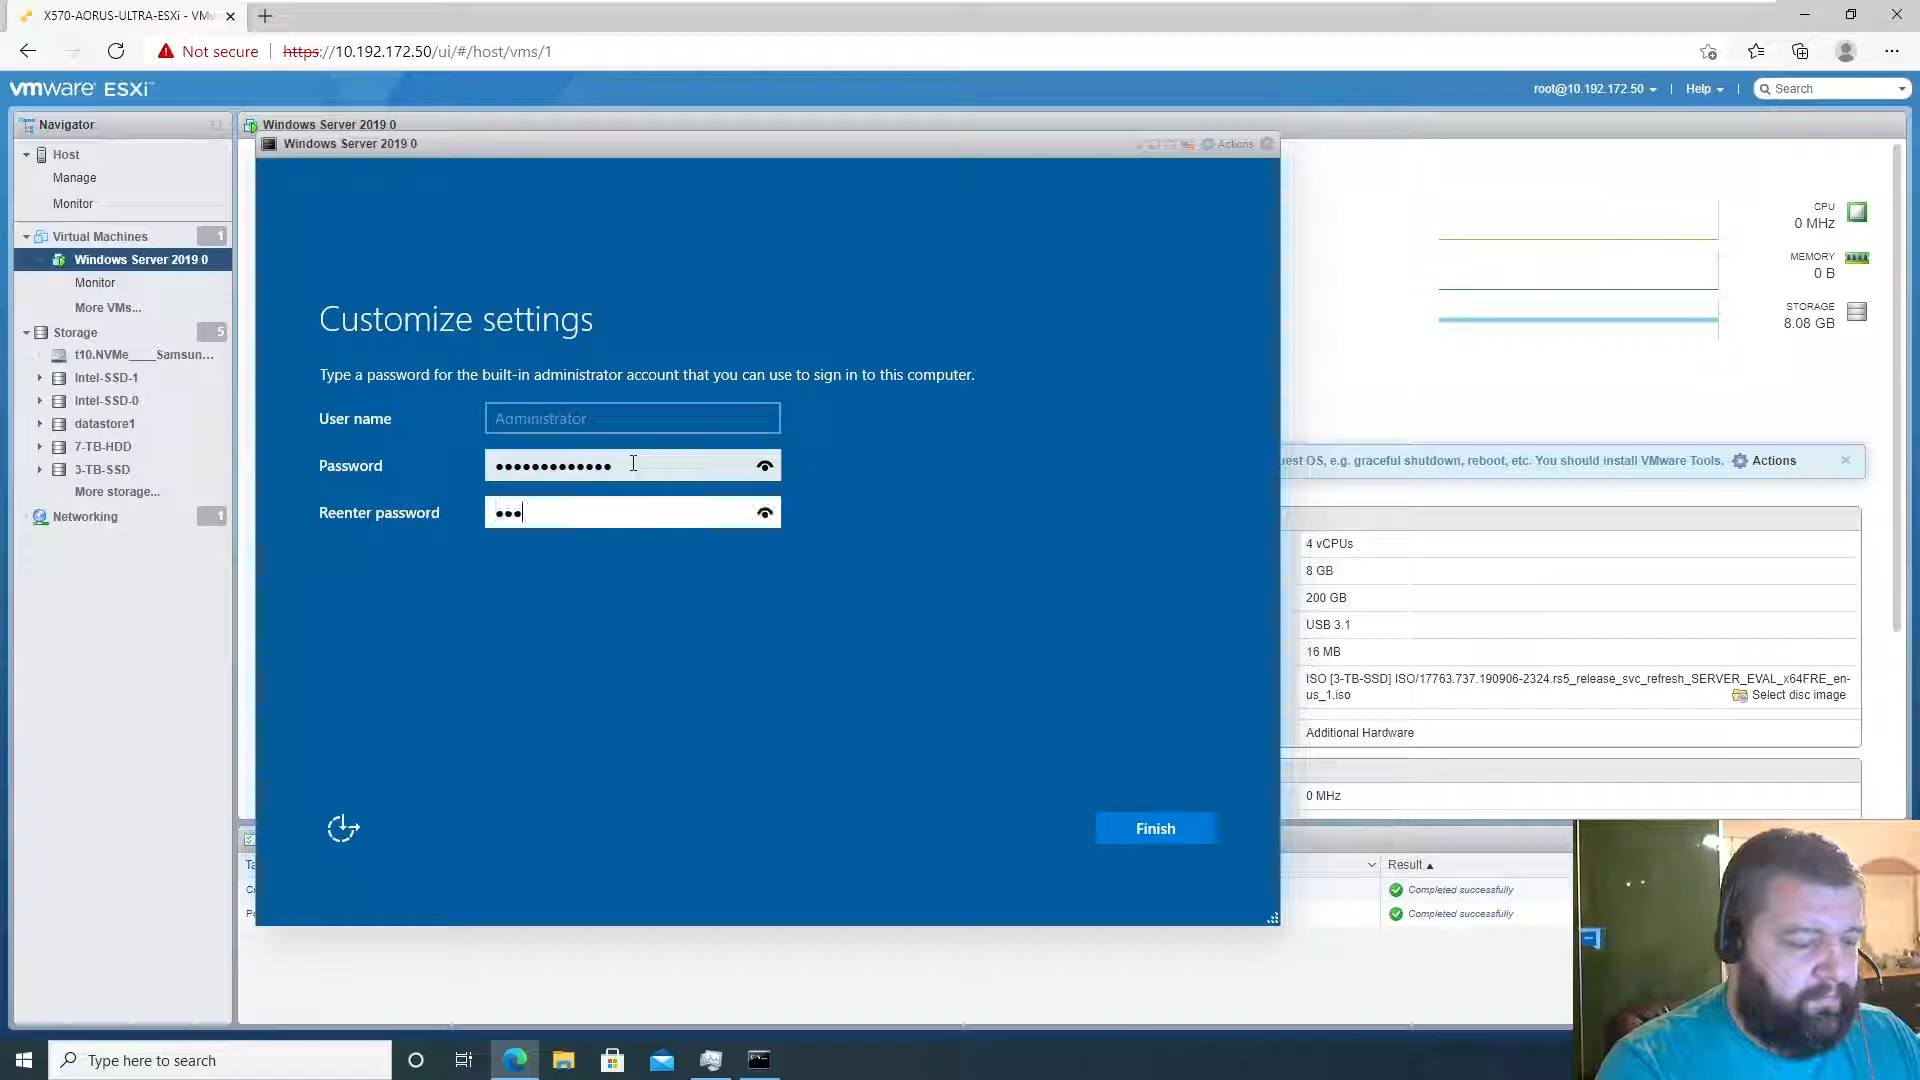 X570-AORUS-ULTRA-ESXi - VM
Not secure
https://10.192.172.50/ui/#/host/vms/1
vmware ESXi
root@10.192.172.50
Help
Search
Navigator
Windows Server 2019 0
Windows Server 2019 0
Actions
Host
Manage
Monitor
Virtual Machines
1
Windows Server 2019 0
Monitor
More VMs...
Storage
5
t10.NVMe____Samsun...
Intel-SSD-1
Intel-SSD-0
datastore1
7-TB-HDD
3-TB-SSD
More storage...
Networking
1
Customize settings
Type a password for the built-in administrator account that you can use to sign in to this computer.
User name
Administrator
Password
Reenter password
Finish
CPU
0 MHz
MEMORY
0 B
STORAGE
8.08 GB
uest OS, e.g. graceful shutdown, reboot, etc. You should install VMware Tools.
Actions
4 vCPUs
8 GB
200 GB
USB 3.1
16 MB
ISO [3-TB-SSD] ISO/17763.737.190906-2324.rs5_release_svc_refresh_SERVER_EVAL_x64FRE_en-
us_1.iso
Select disc image
Additional Hardware
0 MHz
Ta
Result
Completed successfully
Completed successfully
Type here to search